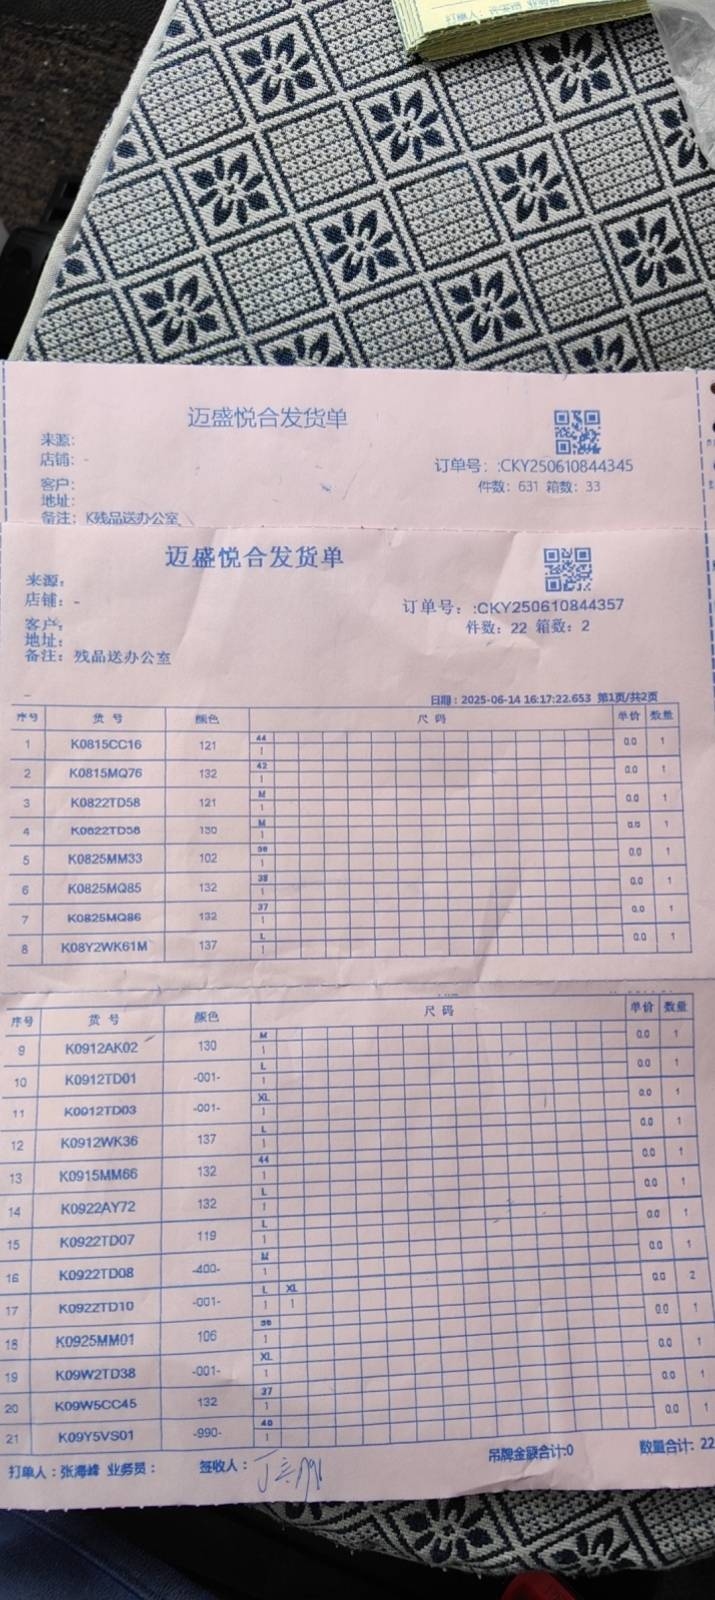 打单人：张海峰 业务员
迈盛悦合发货单
来源：
店铺：-
订单号：:CKY250610844345
客户：
件数：631 箱数：33
地址：
备注：K残品送办公室
迈盛悦合发货单
来源：
店铺：-
订单号：:CKY250610844357
客户：
件数：22 箱数：2
地址：
备注：残品送办公室
日期：2025-06-14 16:17:22.653 第1页/共2页
序号 货号 颜色 尺码 单价 数量
1 K0815CC16 121 44 1 0.0 1
2 K0815MQ76 132 42 1 0.0 1
3 K0822TD58 121 M 1 0.0 1
4 K0822TD58 130 M 1 0.0 1
5 K0825MM33 102 38 1 0.0 1
6 K0825MQ85 132 38 1 0.0 1
7 K0825MQ86 132 37 1 0.0 1
8 K08Y2WK61M 137 L 1 0.0 1
序号 货号 颜色 尺码 单价 数量
9 K0912AK02 130 M 1 0.0 1
10 K0912TD01 -001- L 1 0.0 1
11 K0912TD03 -001- XL 1 0.0 1
12 K0912WK36 137 L 1 0.0 1
13 K0915MM66 132 44 1 0.0 1
14 K0922AY72 132 L 1 0.0 1
15 K0922TD07 119 L 1 0.0 1
16 K0922TD08 -400- M 1 0.0 1
17 K0922TD10 -001- L 1 XL 1 0.0 2
18 K0925MM01 106 38 1 0.0 1
19 K09W2TD38 -001- XL 1 0.0 1
20 K09W5CC45 132 37 1 0.0 1
21 K09Y5VS01 -990- 40 1 0.0 1
吊牌金额合计:0 数量合计: 22
打单人：张海峰 业务员： 签收人：